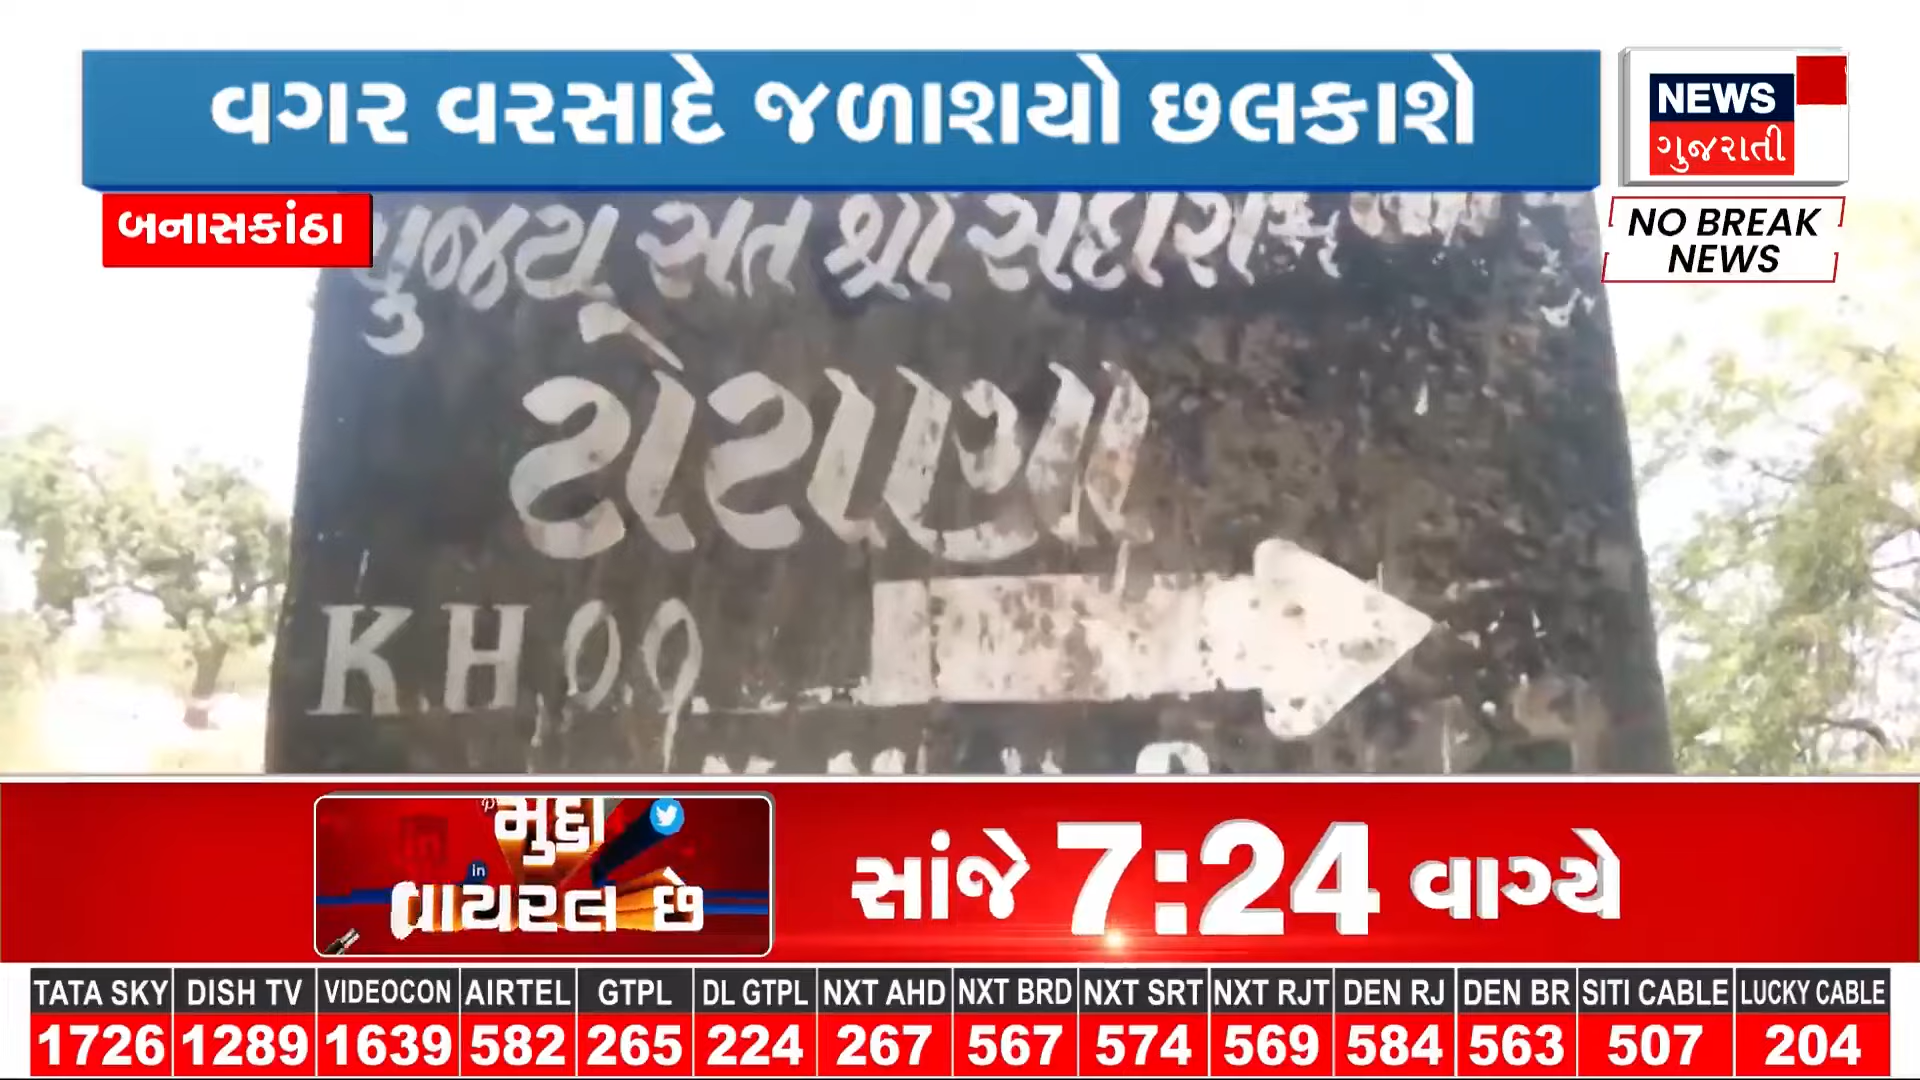 વગર વરસાદે જળાશયો છલકાશે
NEWS
ગુજરાતી
બનાસકાંઠા
NO BREAK
NEWS
પુજ્ય સંત શ્રી સદારામ
ટોટાણા
KH.00
મુદ્દા
વાયરલ છે
સાંજે 7:24 વાગ્યે
TATA SKY DISH TV VIDEOCON AIRTEL GTPL DL GTPL NXT AHD NXT BRD NXT SRT NXT RJT DEN RJ DEN BR SITI CABLE LUCKY CABLE
1726 1289 1639 582 265 224 267 567 574 569 584 563 507 204